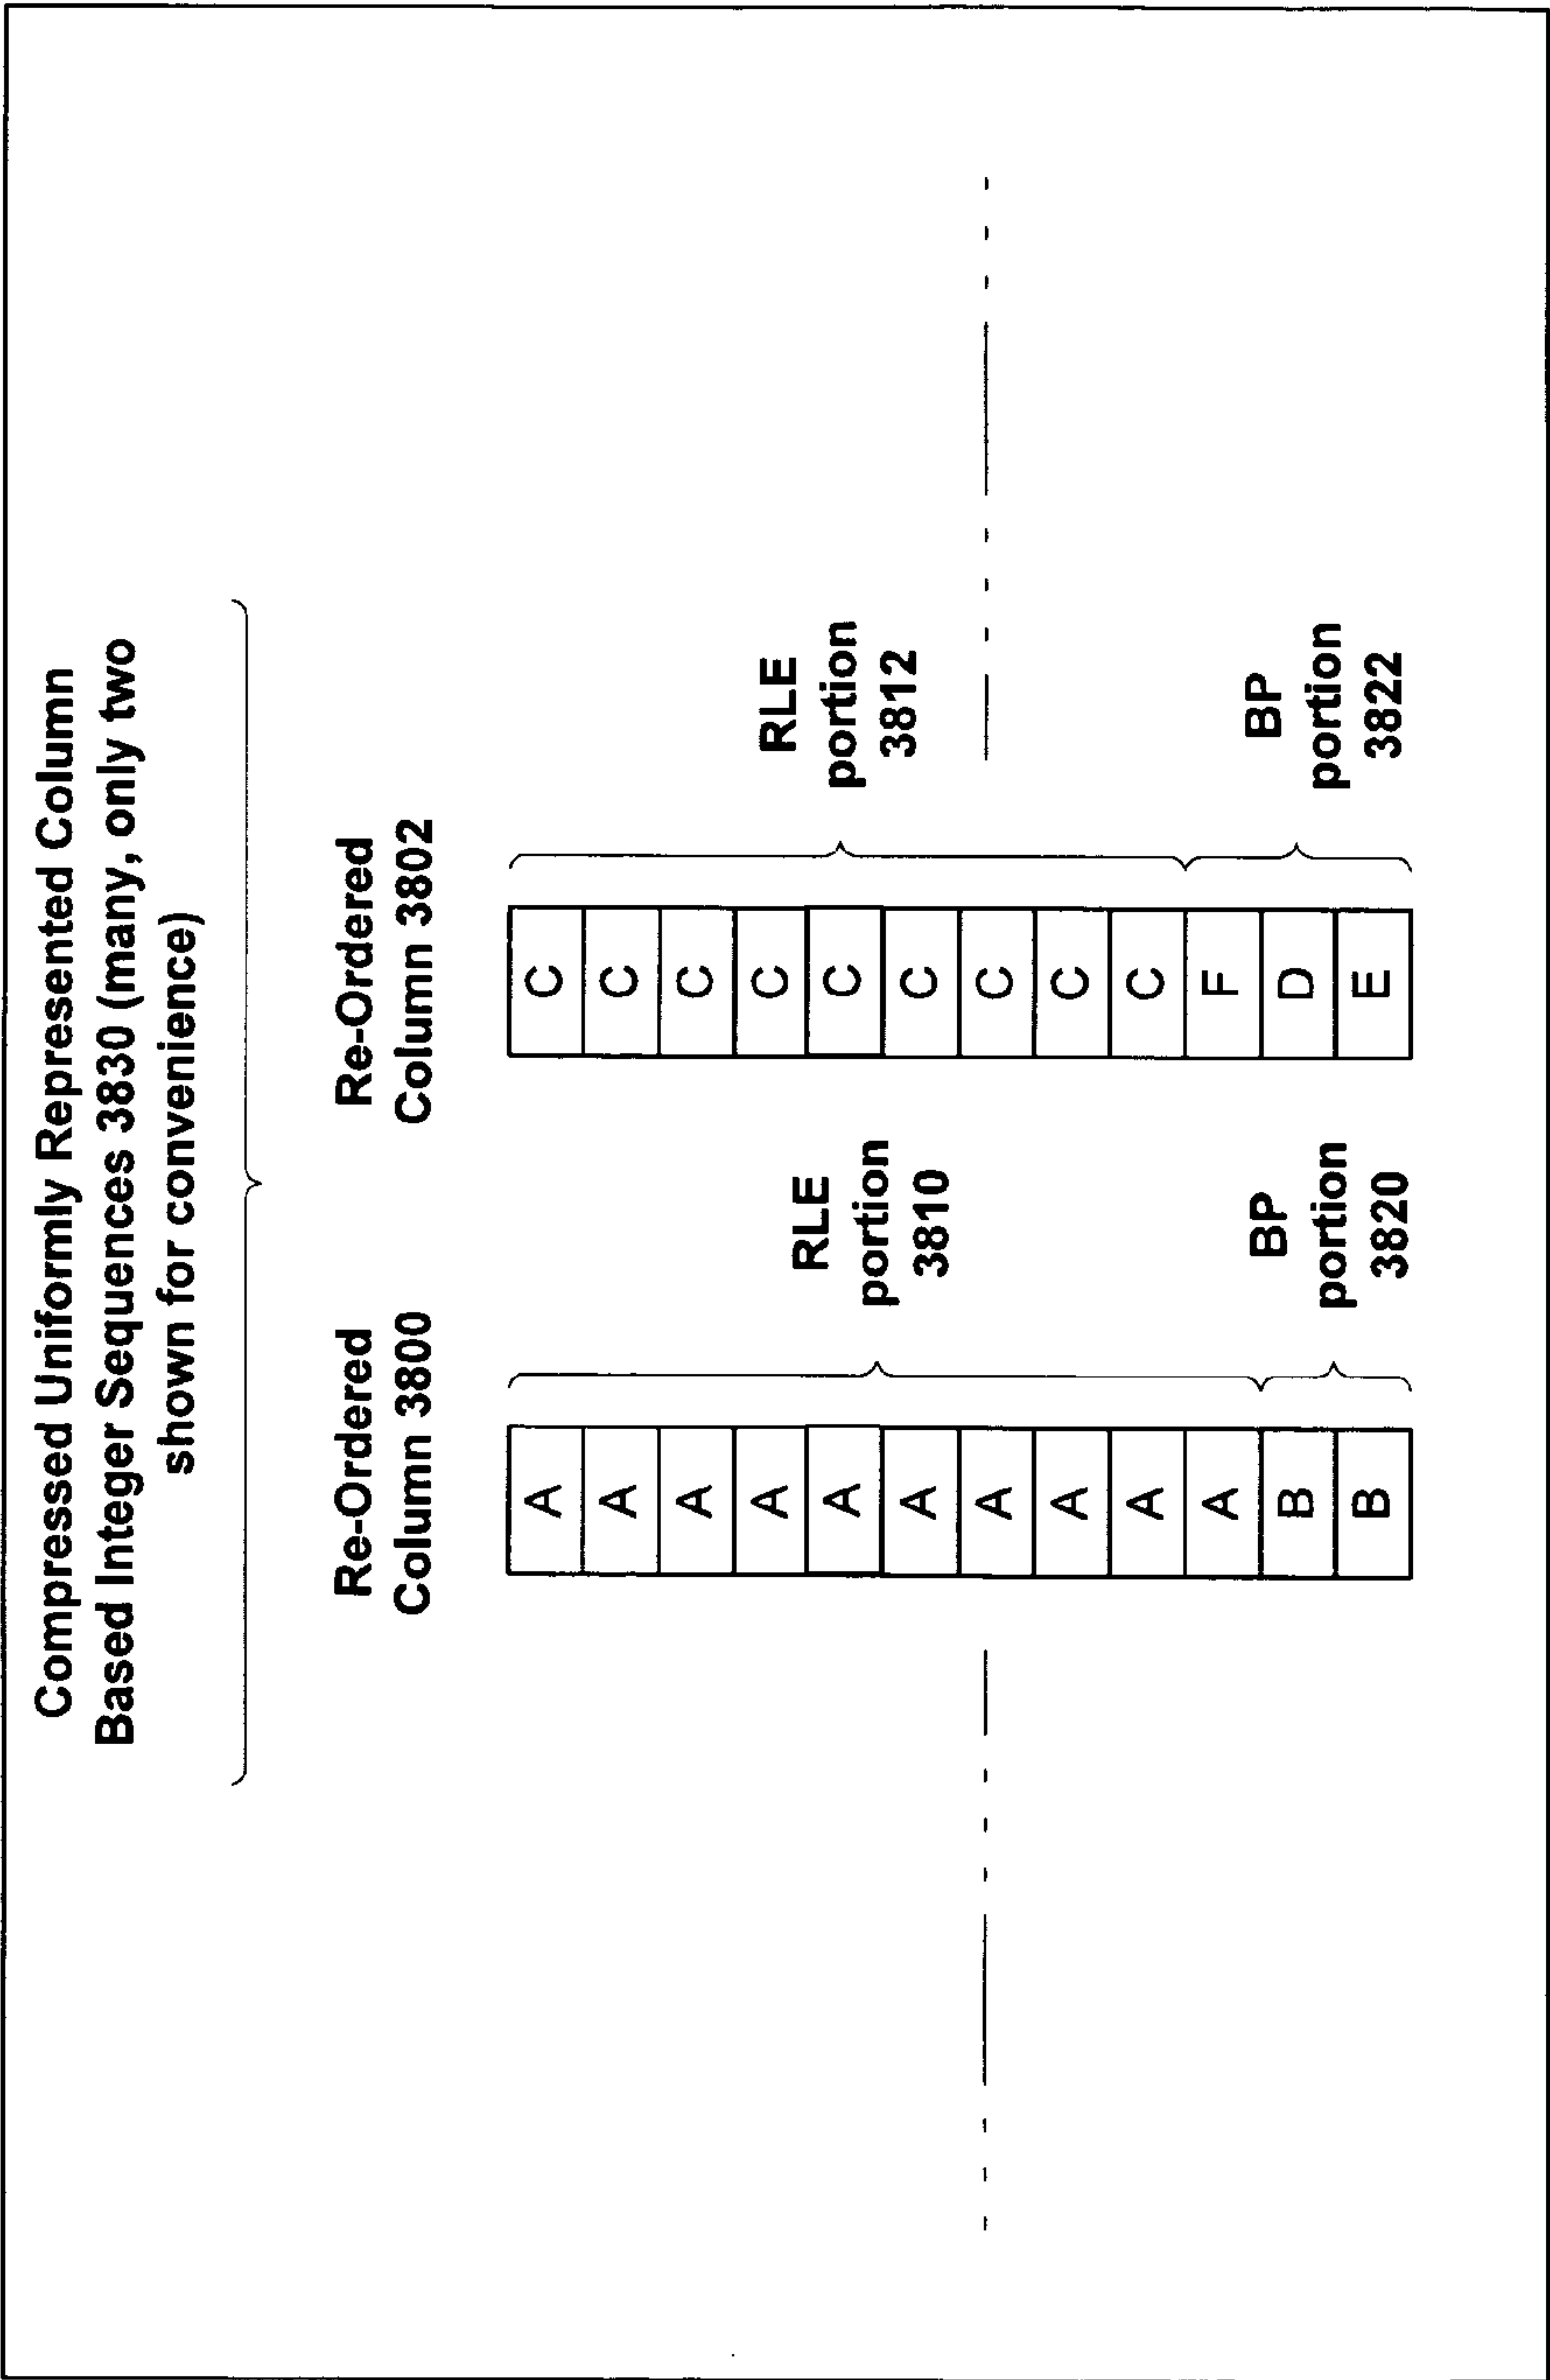 Compressed Uniformly Represented Column
Based Integer Sequences 3830 (many, only two
shown for convenience)
Re-Ordered
Column 3800
A
A
A
A
A
A
A
A
A
A
B
B
RLE
portion
3810
BP
portion
3820
Re-Ordered
Column 3802
C
C
C
C
C
C
C
C
C
F
D
E
RLE
portion
3812
BP
portion
3822